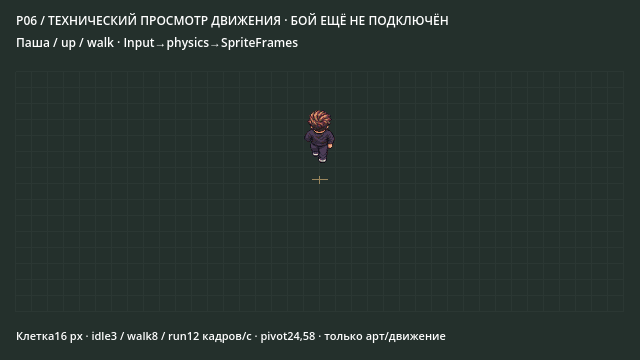 P06 / ТЕХНИЧЕСКИЙ ПРОСМОТР ДВИЖЕНИЯ · БОЙ ЕЩЁ НЕ ПОДКЛЮЧЁН
Паша / up / walk · Input→physics→SpriteFrames
Клетка16 px · idle3 / walk8 / run12 кадров/с · pivot24,58 · только арт/движение